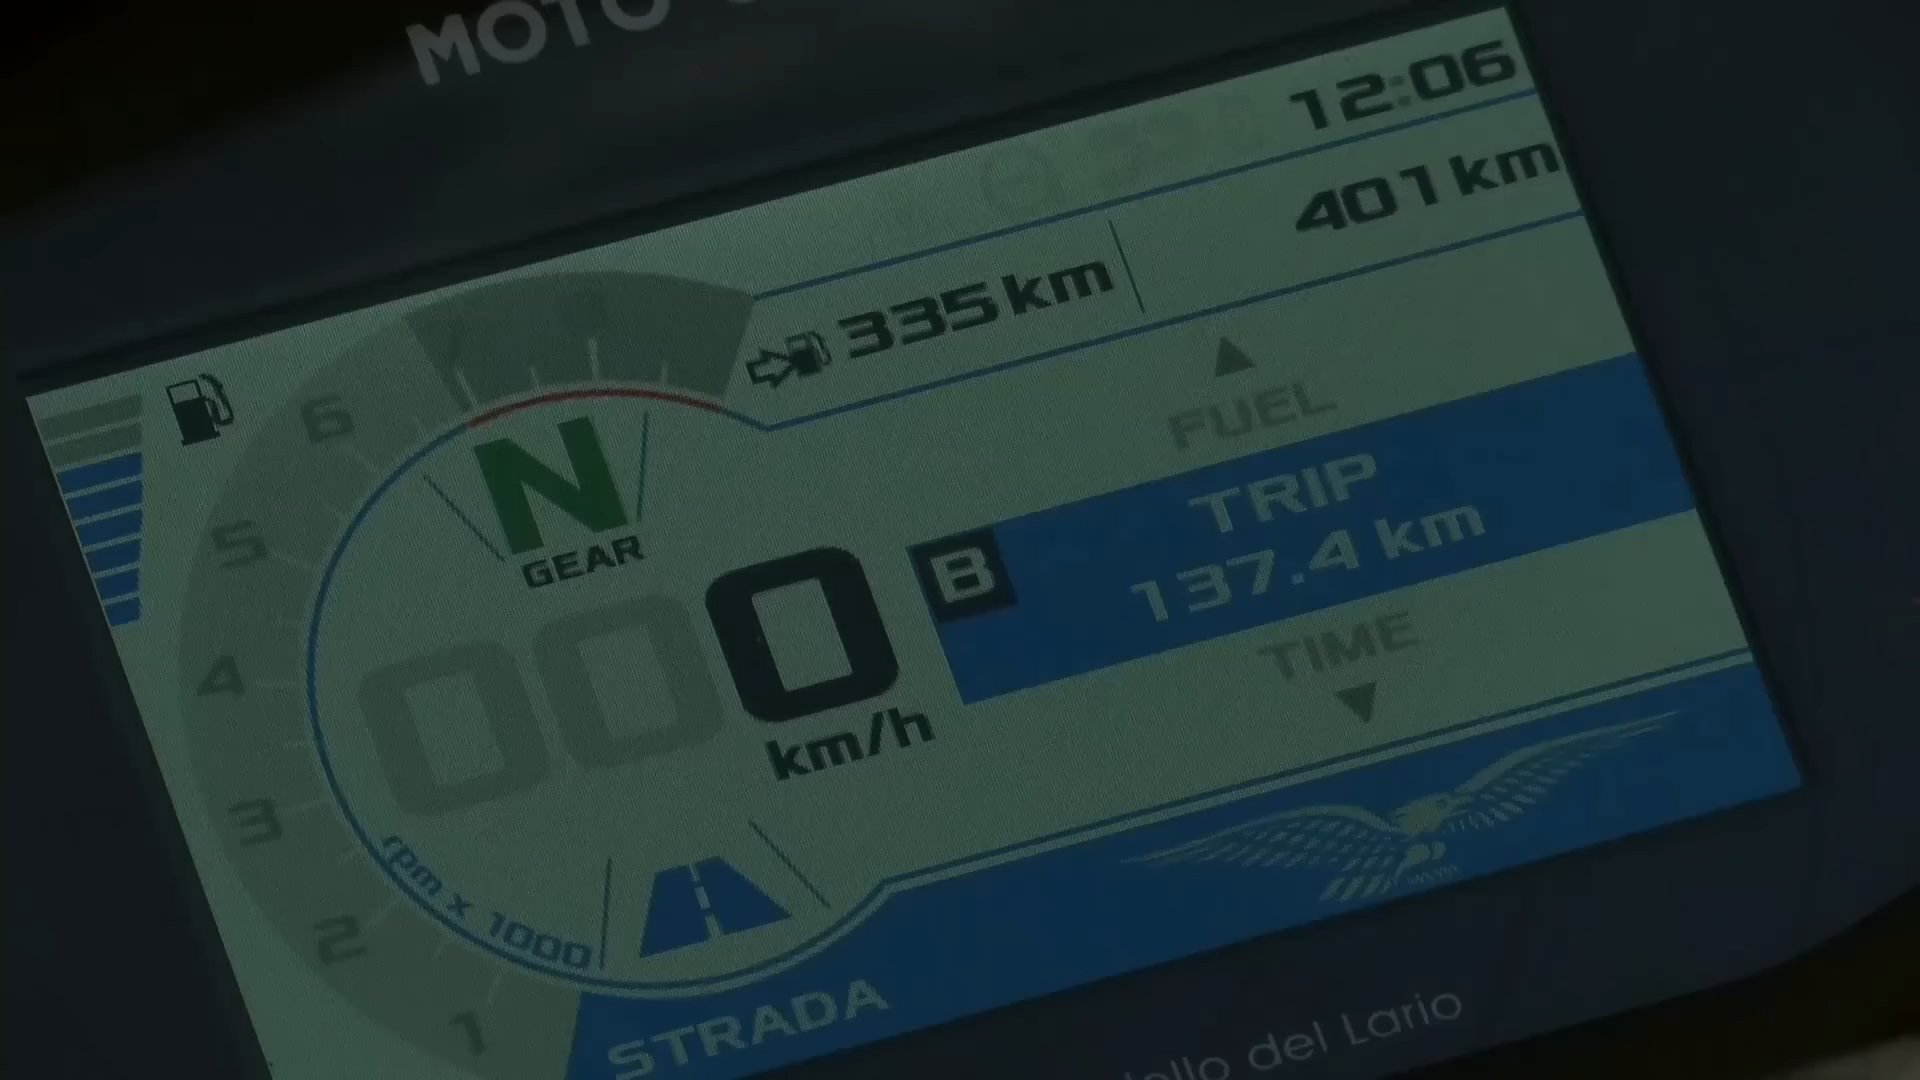 MOTO
12:06
401 km
335 km
FUEL
TRIP
B
137.4 km
TIME
N
GEAR
000
km/h
6
5
4
3
2
1
rpm x 1000
STRADA
del Lario